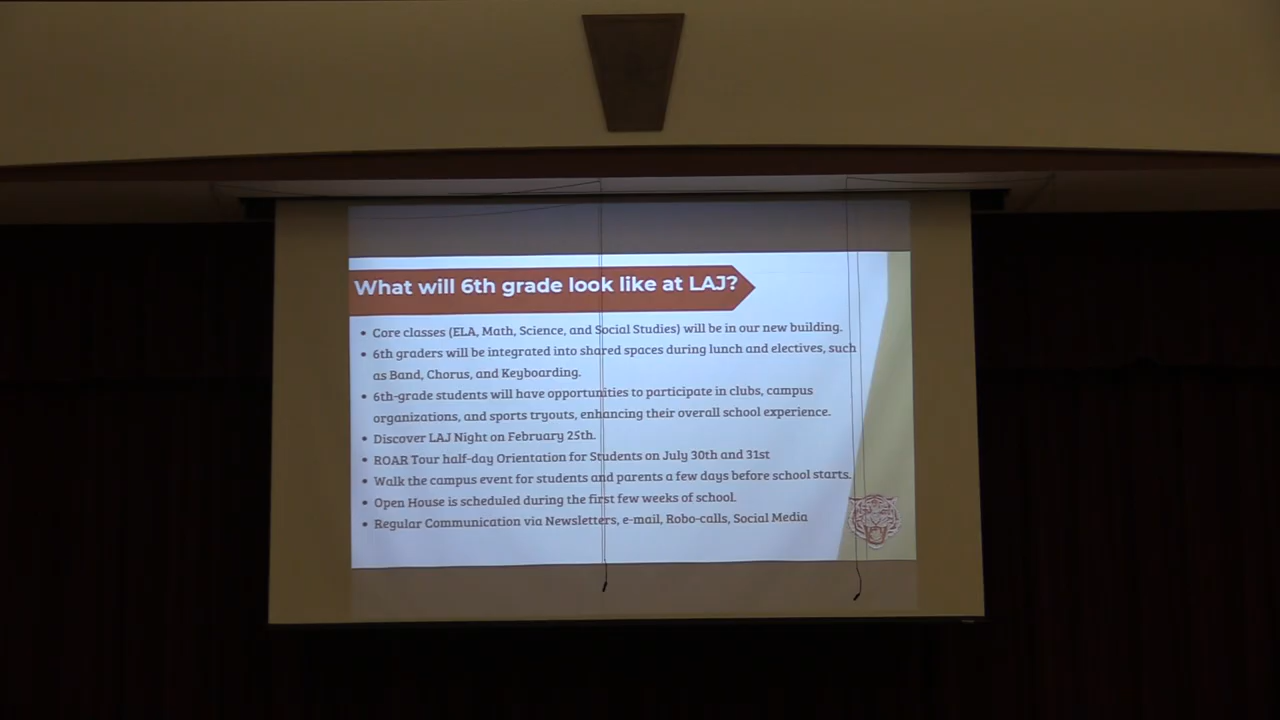 What will 6th grade look like at LAJ?
• Core classes (ELA, Math, Science, and Social Studies) will be in our new building.
• 6th graders will be integrated into shared spaces during lunch and electives, such
as Band, Chorus, and Keyboarding.
• 6th-grade students will have opportunities to participate in clubs, campus
organizations, and sports tryouts, enhancing their overall school experience.
• Discover LAJ Night on February 25th.
• ROAR Tour half-day Orientation for Students on July 30th and 31st
• Walk the campus event for students and parents a few days before school starts.
• Open House is scheduled during the first few weeks of school.
• Regular Communication via Newsletters, e-mail, Robo-calls, Social Media